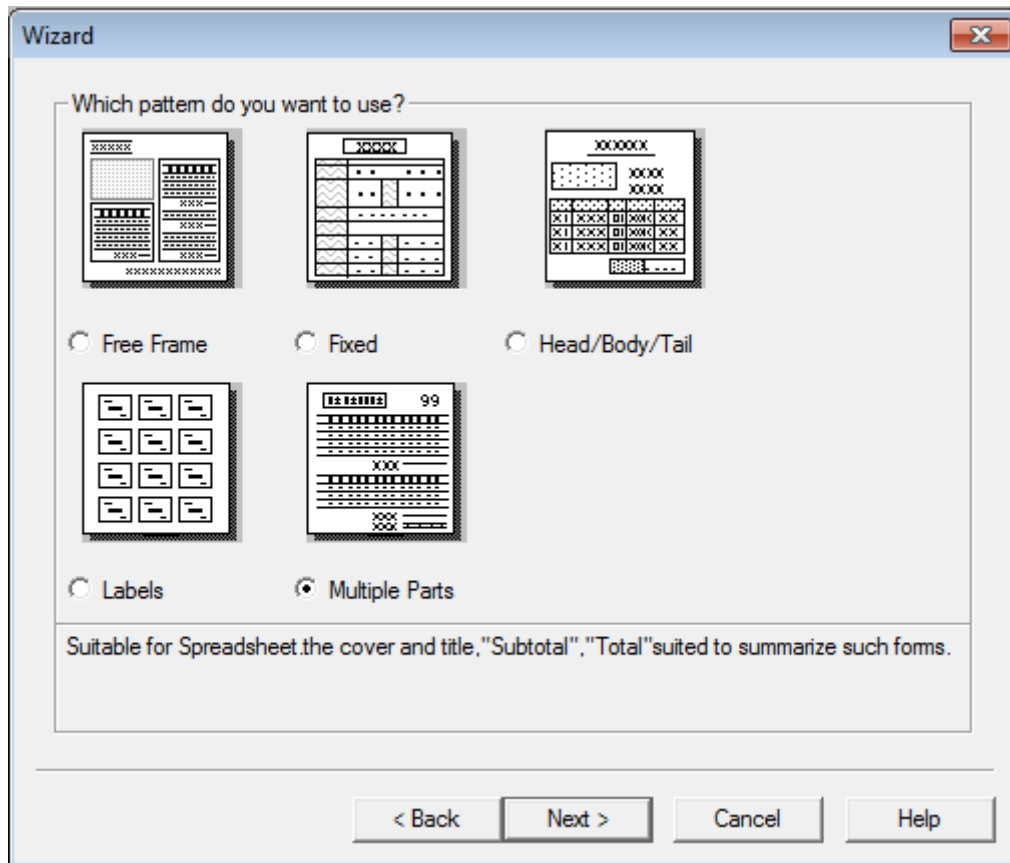 Wizard
Which pattern do you want to use?
Free Frame
Fixed
Head/Body/Tail
99
Labels
Multiple Parts
Suitable for Spreadsheet.the cover and title,"Subtotal","Total"suited to summarize such forms.
< Back
Next >
Cancel
Help